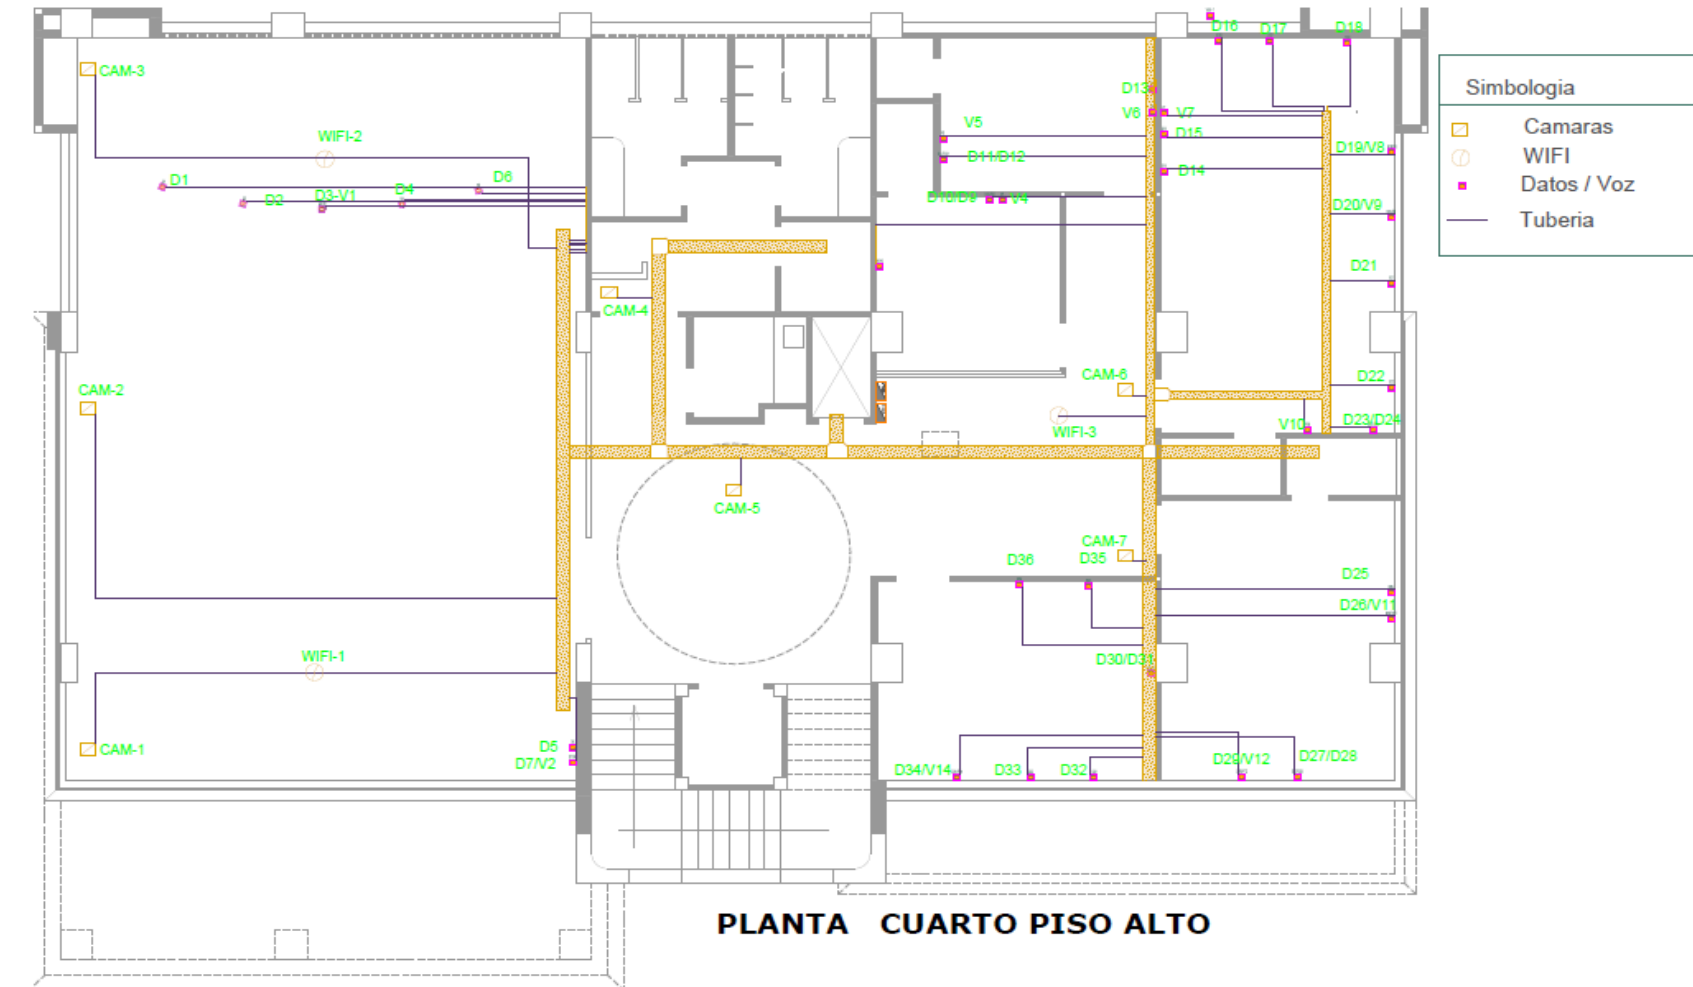 D16
D17
D18
CAM-3
Simbologia
D13
V6
V7
V5
WIFI-2
D15
Camaras
D11/D12
D19/V8
WIFI
D14
D1
D6
Datos / Voz
D2
D3-V1
D4
V4
D20/V9
Tuberia
D21
CAM-4
CAM-6
D22
CAM-2
V10
D23/D24
WIFI-3
CAM-5
CAM-7
D36
D35
D25
D26/V11
WIFI-1
D30/D31
CAM-1
D5
D7/V2
D34/V14
D33
D32
D29/V12
D27/D28
PLANTA CUARTO PISO ALTO